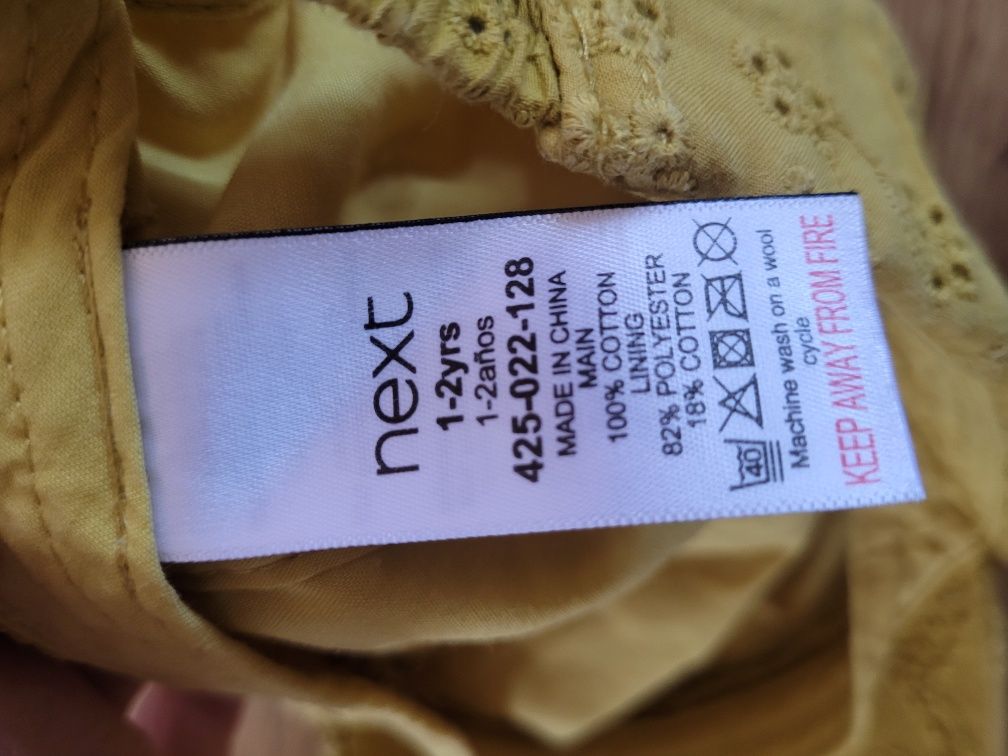 next
1-2yrs
1-2años
425-022-128
MADE IN CHINA
MAIN
100% COTTON
LINING
82% POLYESTER
18% COTTON
40
Machine wash on a wool
cycle
KEEP AWAY FROM FIRE